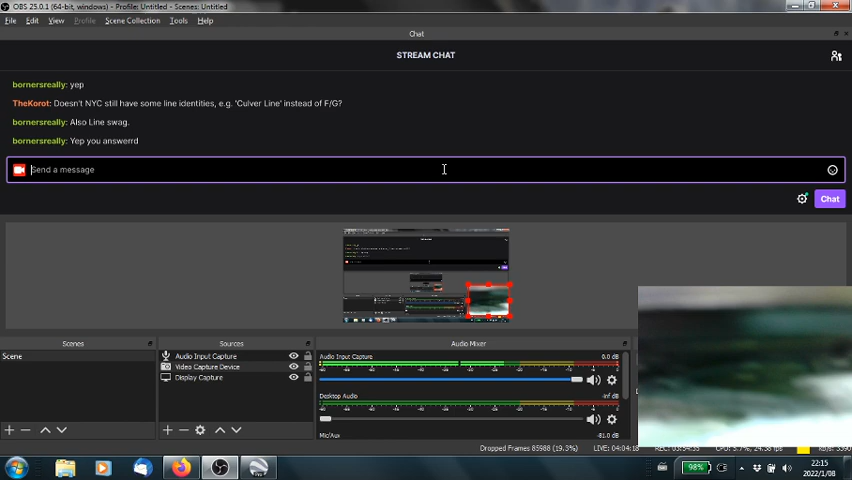 OBS 25.0.1 (64-bit, windows) - Profile: Untitled - Scenes: Untitled
File Edit View Profile Scene Collection Tools Help
Chat
STREAM CHAT
bornersreally: yep
TheKorot: Doesn't NYC still have some line identities, e.g. 'Culver Line' instead of F/G?
bornersreally: Also Line swag.
bornersreally: Yep you answerrd
Send a message
Chat
Scenes
Sources
Audio Mixer
Scene
Audio Input Capture
Video Capture Device
Display Capture
Audio Input Capture 0.0 dB
Desktop Audio -inf dB
Mic/Aux -81.0 dB
Dropped Frames 85988 (19.3%) LIVE: 04:04:18
98%
22:15
2022/1/08